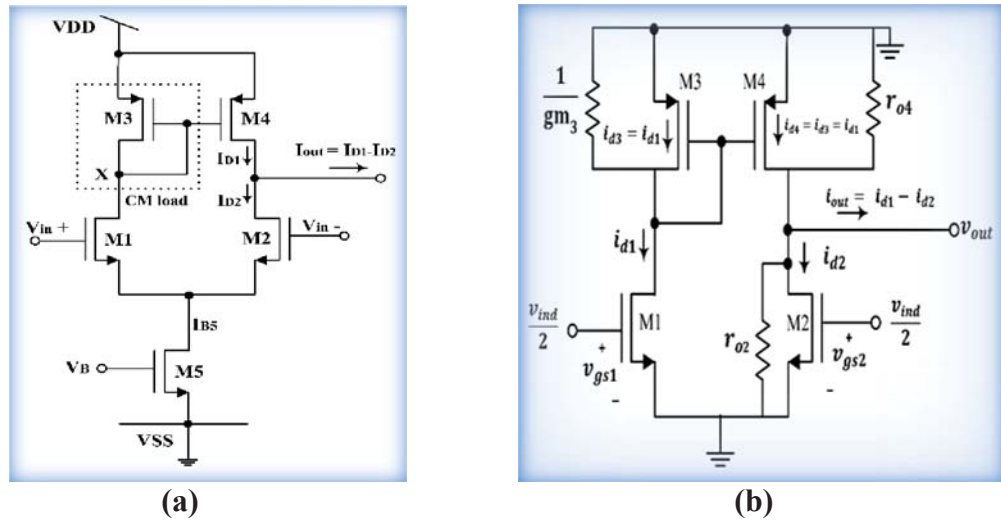 VDD
M3
M4
ID1
Iout = ID1-ID2
X
CM load
ID2
Vin +
M1
M2
Vin -
IB5
VB
M5
VSS
(a)
1
gm3
M3
M4
ro4
id3 = id1
id4 = id3 = id1
iout = id1 − id2
vout
id1
id2
vind
2
M1
+
vgs1
-
ro2
M2
+
vgs2
-
vind
2
(b)